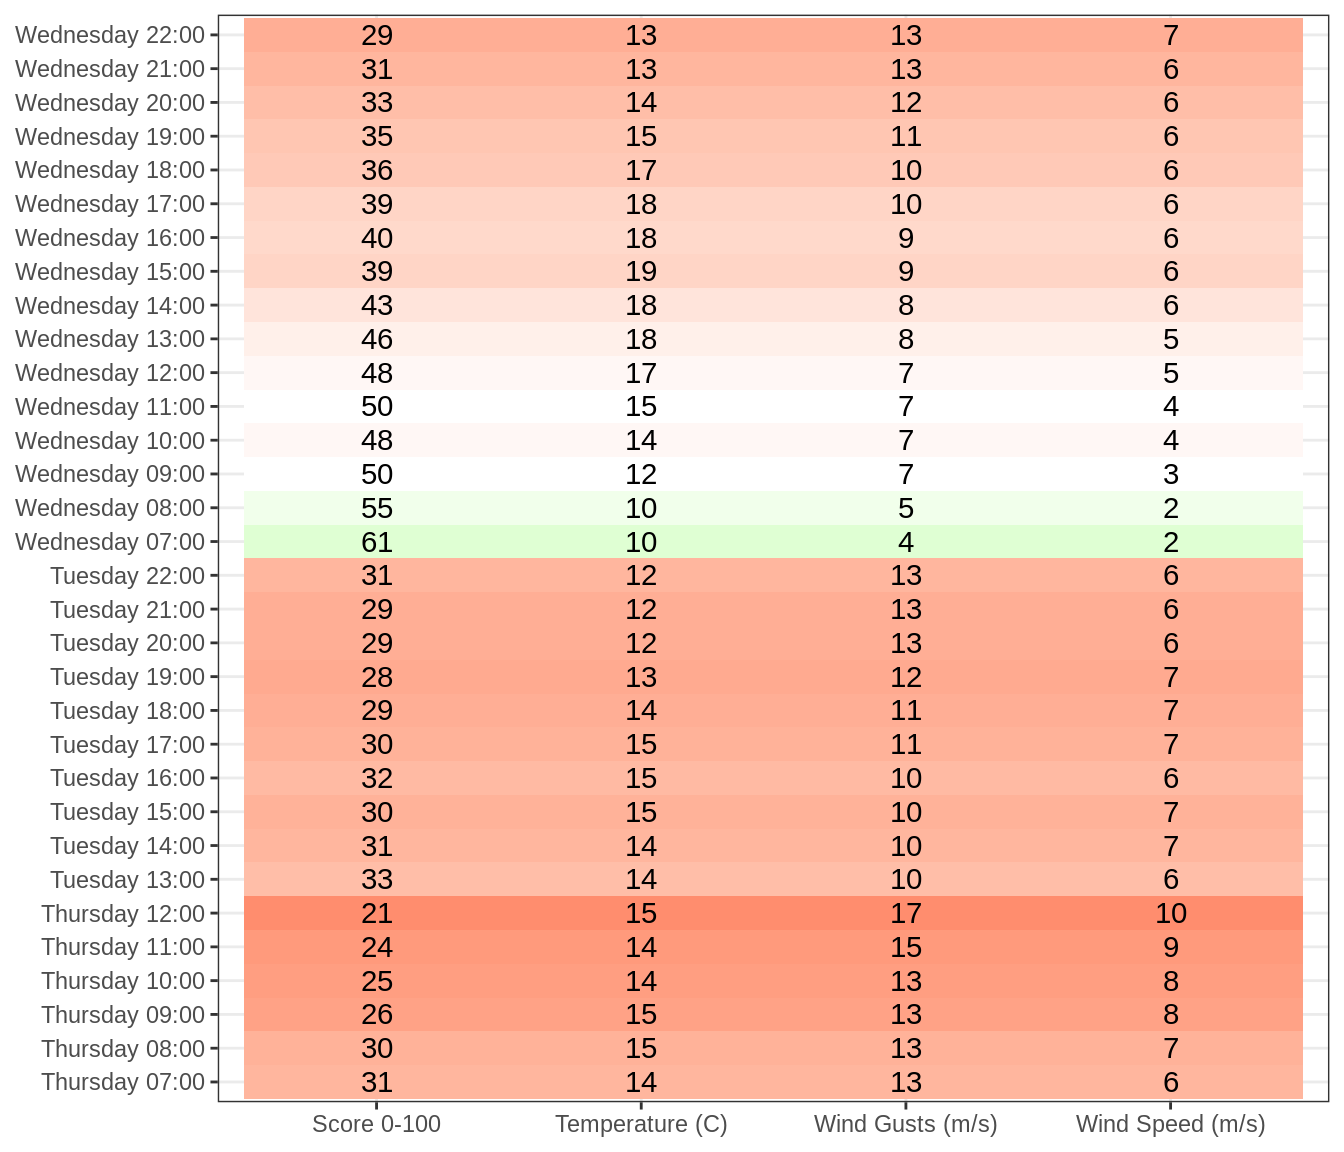 Wednesday 22:00 29 13 13 7
Wednesday 21:00 31 13 13 6
Wednesday 20:00 33 14 12 6
Wednesday 19:00 35 15 11 6
Wednesday 18:00 36 17 10 6
Wednesday 17:00 39 18 10 6
Wednesday 16:00 40 18 9 6
Wednesday 15:00 39 19 9 6
Wednesday 14:00 43 18 8 6
Wednesday 13:00 46 18 8 5
Wednesday 12:00 48 17 7 5
Wednesday 11:00 50 15 7 4
Wednesday 10:00 48 14 7 4
Wednesday 09:00 50 12 7 3
Wednesday 08:00 55 10 5 2
Wednesday 07:00 61 10 4 2
Tuesday 22:00 31 12 13 6
Tuesday 21:00 29 12 13 6
Tuesday 20:00 29 12 13 6
Tuesday 19:00 28 13 12 7
Tuesday 18:00 29 14 11 7
Tuesday 17:00 30 15 11 7
Tuesday 16:00 32 15 10 6
Tuesday 15:00 30 15 10 7
Tuesday 14:00 31 14 10 7
Tuesday 13:00 33 14 10 6
Thursday 12:00 21 15 17 10
Thursday 11:00 24 14 15 9
Thursday 10:00 25 14 13 8
Thursday 09:00 26 15 13 8
Thursday 08:00 30 15 13 7
Thursday 07:00 31 14 13 6
Score 0-100 Temperature (C) Wind Gusts (m/s) Wind Speed (m/s)